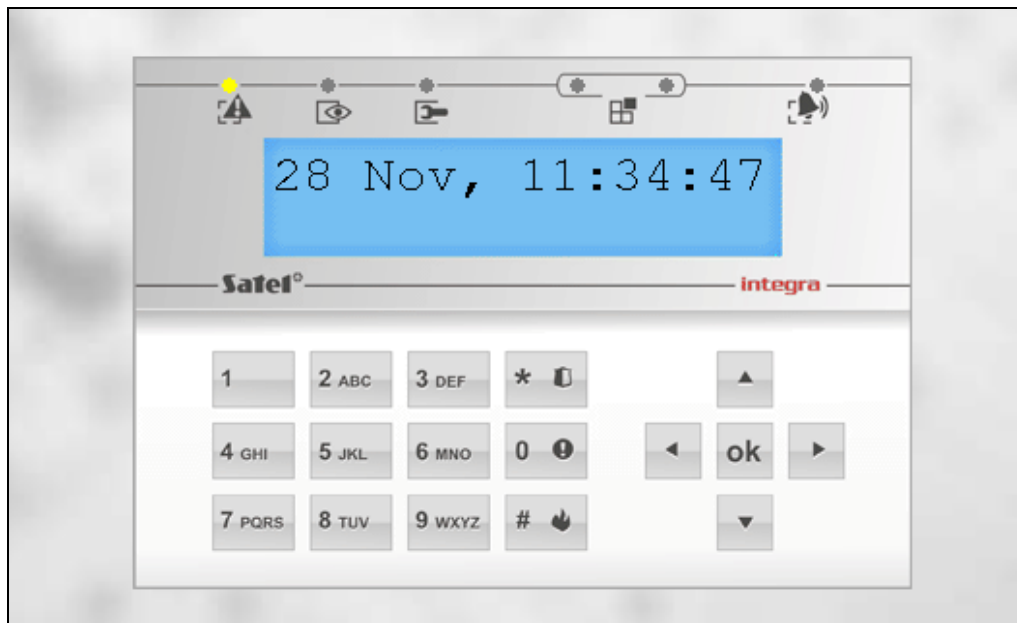 28 Nov, 11:34:47
Satel
integra
1 2 ABC 3 DEF *
4 GHI 5 JKL 6 MNO 0 ok
7 PQRS 8 TUV 9 WXYZ #